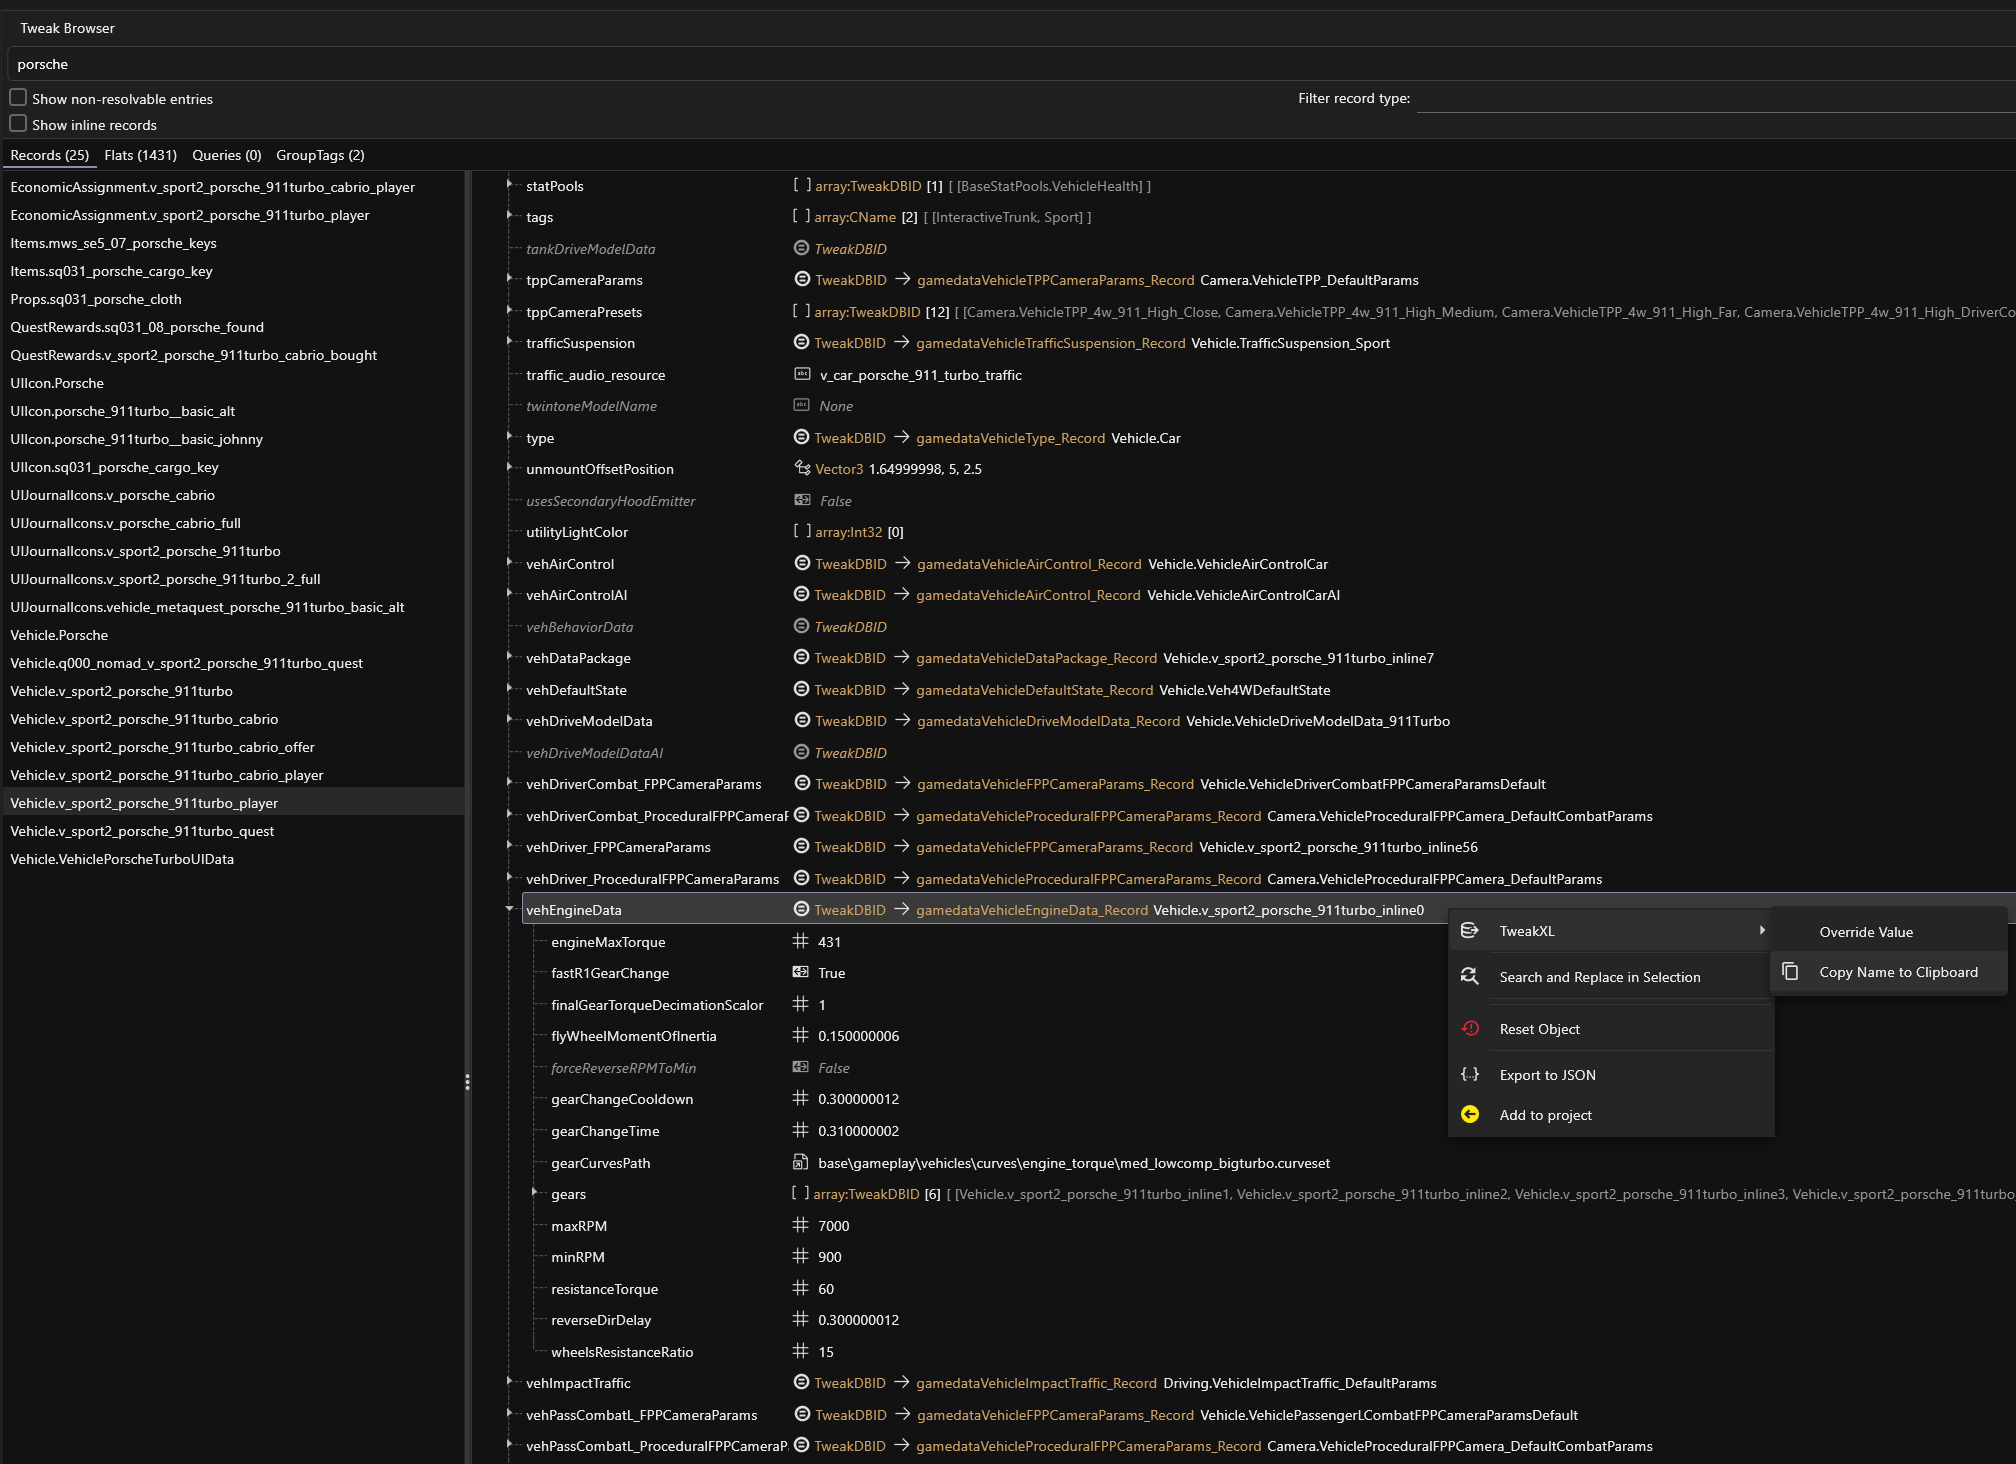 Tweak Browser
porsche
Show non-resolvable entries
Filter record type:
Show inline records
Records (25) Flats (1431) Queries (0) GroupTags (2)
EconomicAssignment.v_sport2_porsche_911turbo_cabrio_player
EconomicAssignment.v_sport2_porsche_911turbo_player
Items.mws_se5_07_porsche_keys
Items.sq031_porsche_cargo_key
Props.sq031_porsche_cloth
QuestRewards.sq031_08_porsche_found
QuestRewards.v_sport2_porsche_911turbo_cabrio_bought
UIIcon.Porsche
UIIcon.porsche_911turbo__basic_alt
UIIcon.porsche_911turbo__basic_johnny
UIIcon.sq031_porsche_cargo_key
UIJournalIcons.v_porsche_cabrio
UIJournalIcons.v_porsche_cabrio_full
UIJournalIcons.v_sport2_porsche_911turbo
UIJournalIcons.v_sport2_porsche_911turbo_2_full
UIJournalIcons.vehicle_metaquest_porsche_911turbo_basic_alt
Vehicle.Porsche
Vehicle.q000_nomad_v_sport2_porsche_911turbo_quest
Vehicle.v_sport2_porsche_911turbo
Vehicle.v_sport2_porsche_911turbo_cabrio
Vehicle.v_sport2_porsche_911turbo_cabrio_offer
Vehicle.v_sport2_porsche_911turbo_cabrio_player
Vehicle.v_sport2_porsche_911turbo_player
Vehicle.v_sport2_porsche_911turbo_quest
Vehicle.VehiclePorscheTurboUIData
statPools [ ] array:TweakDBID [1] [ [BaseStatPools.VehicleHealth] ]
tags [ ] array:CName [2] [ [InteractiveTrunk, Sport] ]
tankDriveModelData TweakDBID
tppCameraParams TweakDBID → gamedataVehicleTPPCameraParams_Record Camera.VehicleTPP_DefaultParams
tppCameraPresets [ ] array:TweakDBID [12] [ [Camera.VehicleTPP_4w_911_High_Close, Camera.VehicleTPP_4w_911_High_Medium, Camera.VehicleTPP_4w_911_High_Far, Camera.VehicleTPP_4w_911_High_DriverCo
trafficSuspension TweakDBID → gamedataVehicleTrafficSuspension_Record Vehicle.TrafficSuspension_Sport
traffic_audio_resource abc v_car_porsche_911_turbo_traffic
twintoneModelName abc None
type TweakDBID → gamedataVehicleType_Record Vehicle.Car
unmountOffsetPosition Vector3 1.64999998, 5, 2.5
usesSecondaryHoodEmitter False
utilityLightColor [ ] array:Int32 [0]
vehAirControl TweakDBID → gamedataVehicleAirControl_Record Vehicle.VehicleAirControlCar
vehAirControlAI TweakDBID → gamedataVehicleAirControl_Record Vehicle.VehicleAirControlCarAI
vehBehaviorData TweakDBID
vehDataPackage TweakDBID → gamedataVehicleDataPackage_Record Vehicle.v_sport2_porsche_911turbo_inline7
vehDefaultState TweakDBID → gamedataVehicleDefaultState_Record Vehicle.Veh4WDefaultState
vehDriveModelData TweakDBID → gamedataVehicleDriveModelData_Record Vehicle.VehicleDriveModelData_911Turbo
vehDriveModelDataAI TweakDBID
vehDriverCombat_FPPCameraParams TweakDBID → gamedataVehicleFPPCameraParams_Record Vehicle.VehicleDriverCombatFPPCameraParamsDefault
vehDriverCombat_ProceduralFPPCameraF TweakDBID → gamedataVehicleProceduralFPPCameraParams_Record Camera.VehicleProceduralFPPCamera_DefaultCombatParams
vehDriver_FPPCameraParams TweakDBID → gamedataVehicleFPPCameraParams_Record Vehicle.v_sport2_porsche_911turbo_inline56
vehDriver_ProceduralFPPCameraParams TweakDBID → gamedataVehicleProceduralFPPCameraParams_Record Camera.VehicleProceduralFPPCamera_DefaultParams
vehEngineData TweakDBID → gamedataVehicleEngineData_Record Vehicle.v_sport2_porsche_911turbo_inline0
engineMaxTorque 431
fastR1GearChange True
finalGearTorqueDecimationScalor 1
flyWheelMomentOfInertia 0.150000006
forceReverseRPMToMin False
gearChangeCooldown 0.300000012
gearChangeTime 0.310000002
gearCurvesPath base\gameplay\vehicles\curves\engine_torque\med_lowcomp_bigturbo.curveset
gears [ ] array:TweakDBID [6] [ [Vehicle.v_sport2_porsche_911turbo_inline1, Vehicle.v_sport2_porsche_911turbo_inline2, Vehicle.v_sport2_porsche_911turbo_inline3, Vehicle.v_sport2_porsche_911turbo
maxRPM 7000
minRPM 900
resistanceTorque 60
reverseDirDelay 0.300000012
wheelsResistanceRatio 15
vehImpactTraffic TweakDBID → gamedataVehicleImpactTraffic_Record Driving.VehicleImpactTraffic_DefaultParams
vehPassCombatL_FPPCameraParams TweakDBID → gamedataVehicleFPPCameraParams_Record Vehicle.VehiclePassengerLCombatFPPCameraParamsDefault
vehPassCombatL_ProceduralFPPCameraP. TweakDBID → gamedataVehicleProceduralFPPCameraParams_Record Camera.VehicleProceduralFPPCamera_DefaultCombatParams
TweakXL
Search and Replace in Selection
Reset Object
Export to JSON
Add to project
Override Value
Copy Name to Clipboard